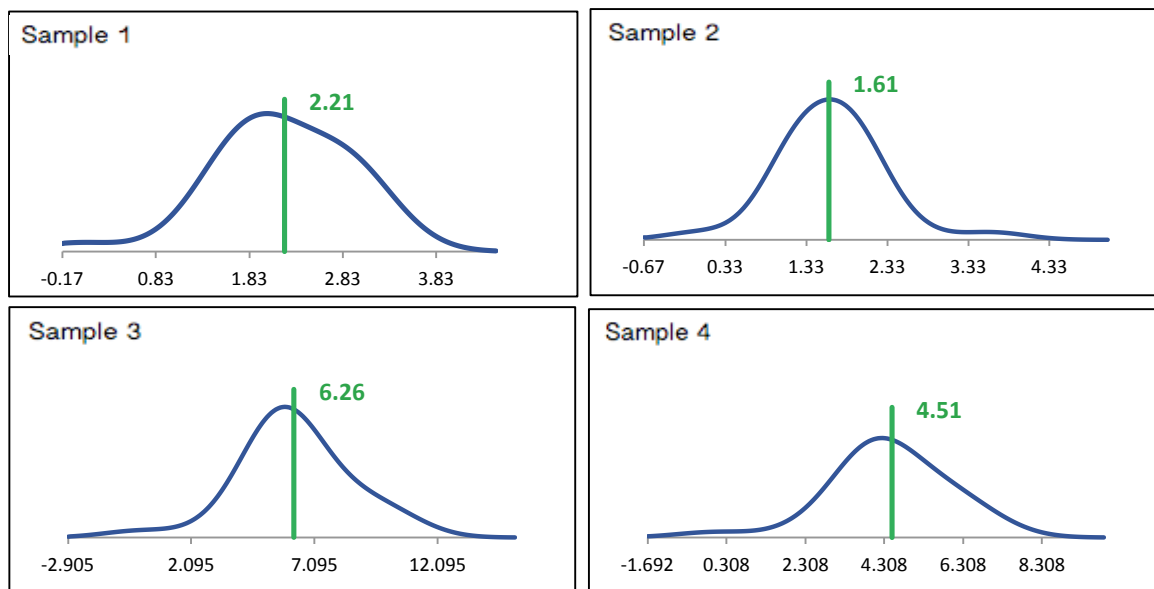 Sample 1
2.21
-0.17 0.83 1.83 2.83 3.83
Sample 2
1.61
-0.67 0.33 1.33 2.33 3.33 4.33
Sample 3
6.26
-2.905 2.095 7.095 12.095
Sample 4
4.51
-1.692 0.308 2.308 4.308 6.308 8.308